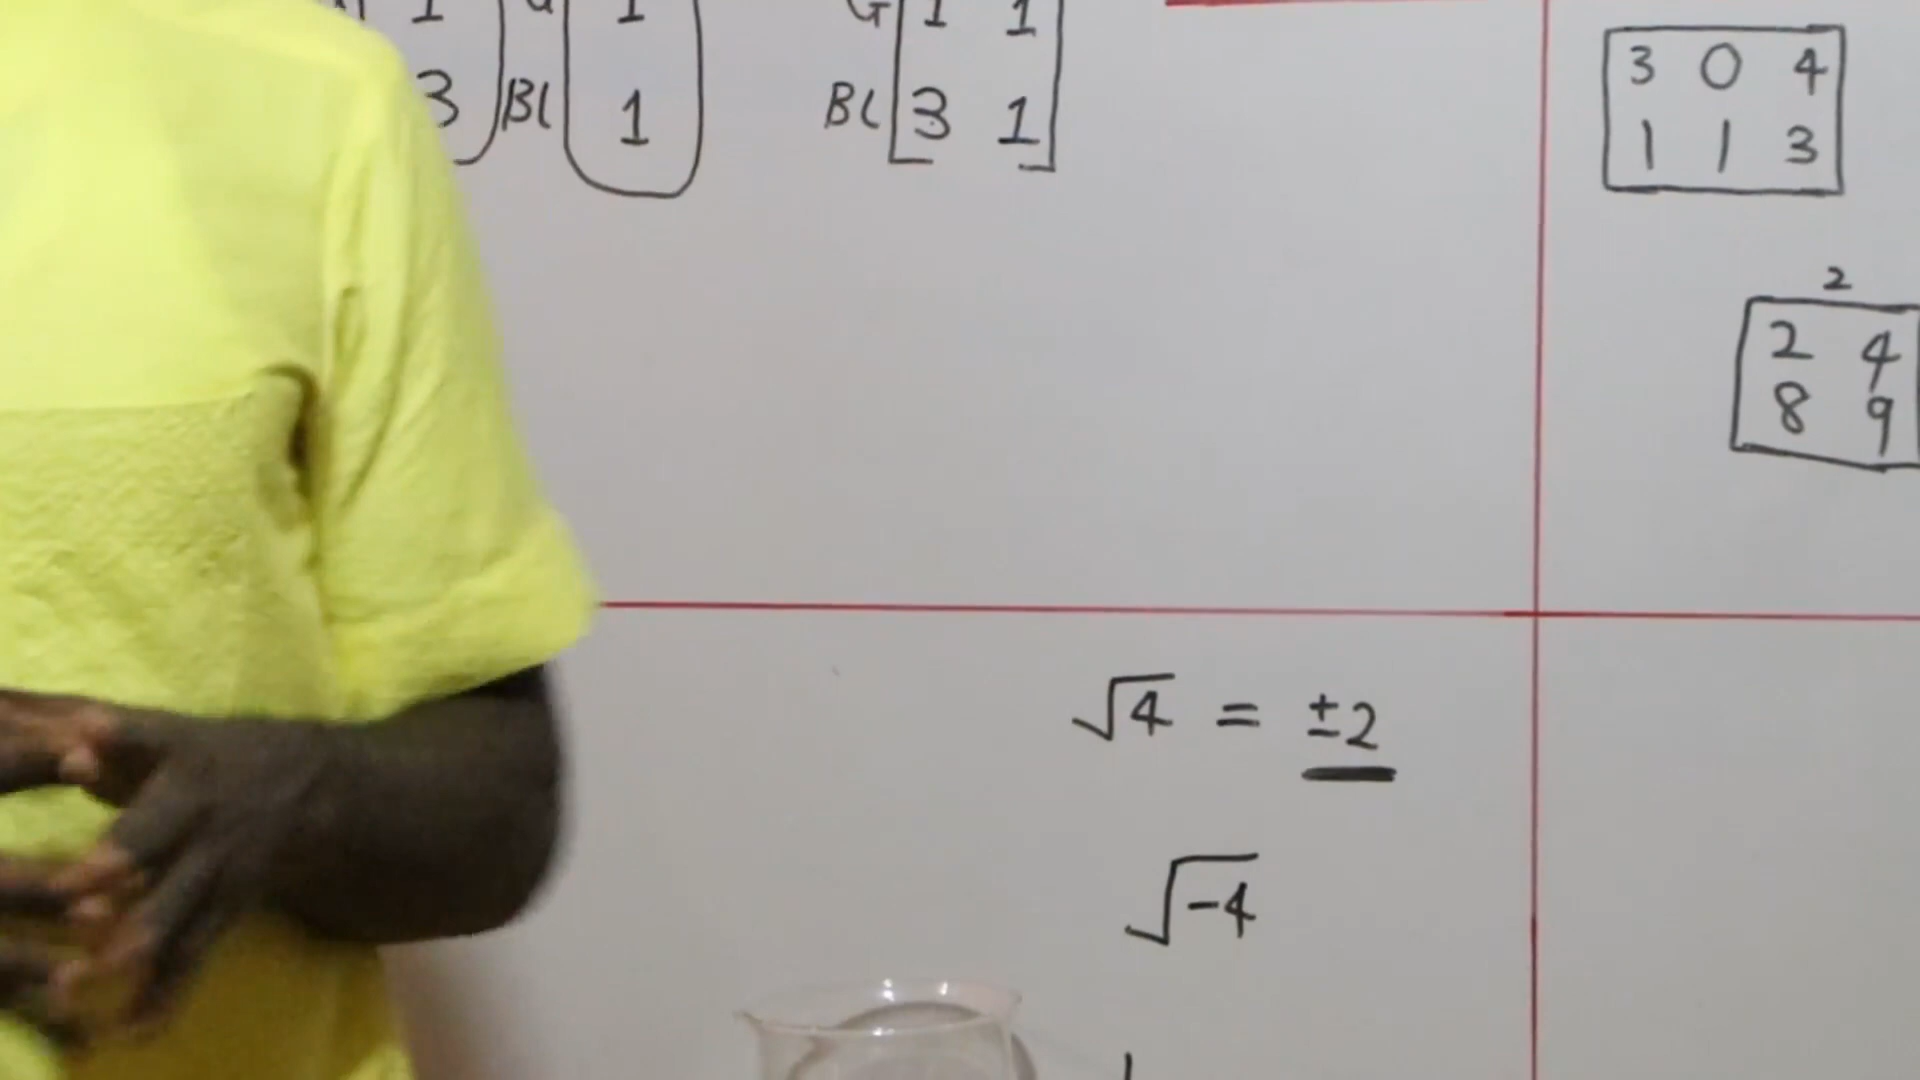 1 G 1 G 1 1
3 BL 1 BL 3 1
3 0 4
1 1 3
2
2 4
8 9
√4 = ±2
√-4